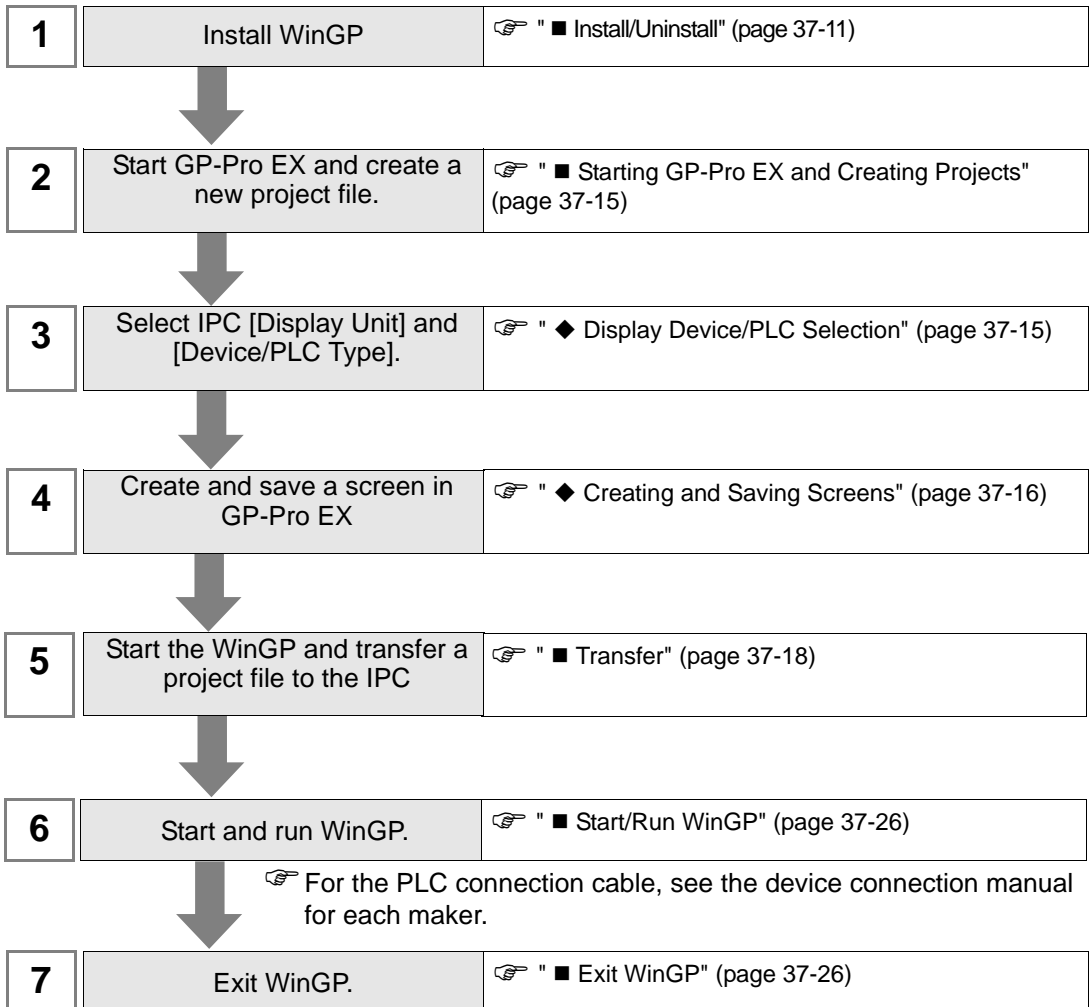 1
Install WinGP
☞ " ■ Install/Uninstall" (page 37-11)
2
Start GP-Pro EX and create a
new project file.
☞ " ■ Starting GP-Pro EX and Creating Projects"
(page 37-15)
3
Select IPC [Display Unit] and
[Device/PLC Type].
☞ " ◆ Display Device/PLC Selection" (page 37-15)
4
Create and save a screen in
GP-Pro EX
☞ " ◆ Creating and Saving Screens" (page 37-16)
5
Start the WinGP and transfer a
project file to the IPC
☞ " ■ Transfer" (page 37-18)
6
Start and run WinGP.
☞ " ■ Start/Run WinGP" (page 37-26)
☞ For the PLC connection cable, see the device connection manual
for each maker.
7
Exit WinGP.
☞ " ■ Exit WinGP" (page 37-26)